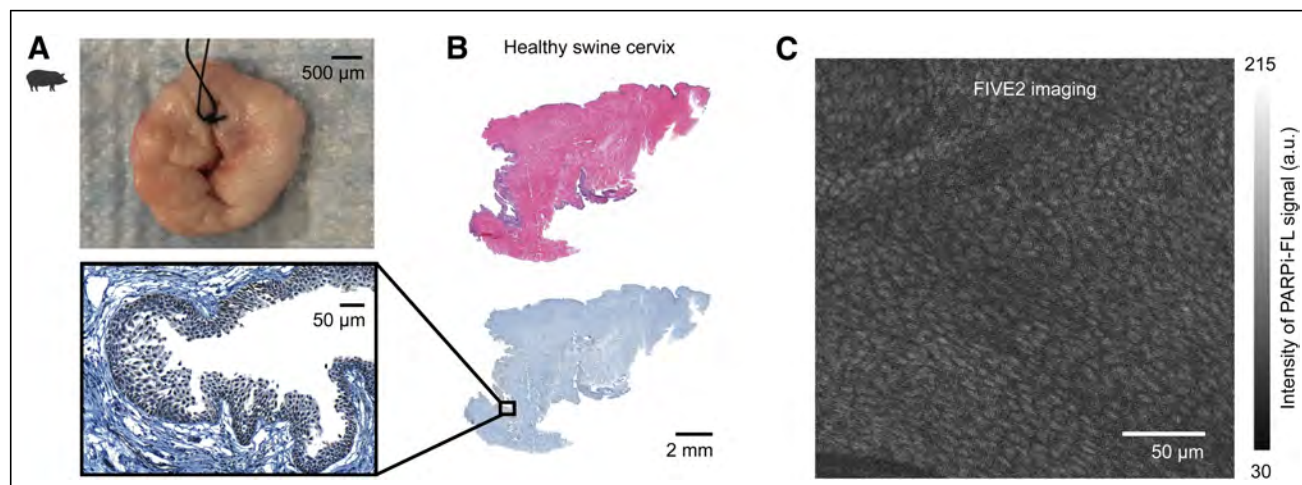 A
500 µm
50 µm
B
Healthy swine cervix
2 mm
C
FIVE2 imaging
50 µm
215
Intensity of PARPi-FL signal (a.u.)
30